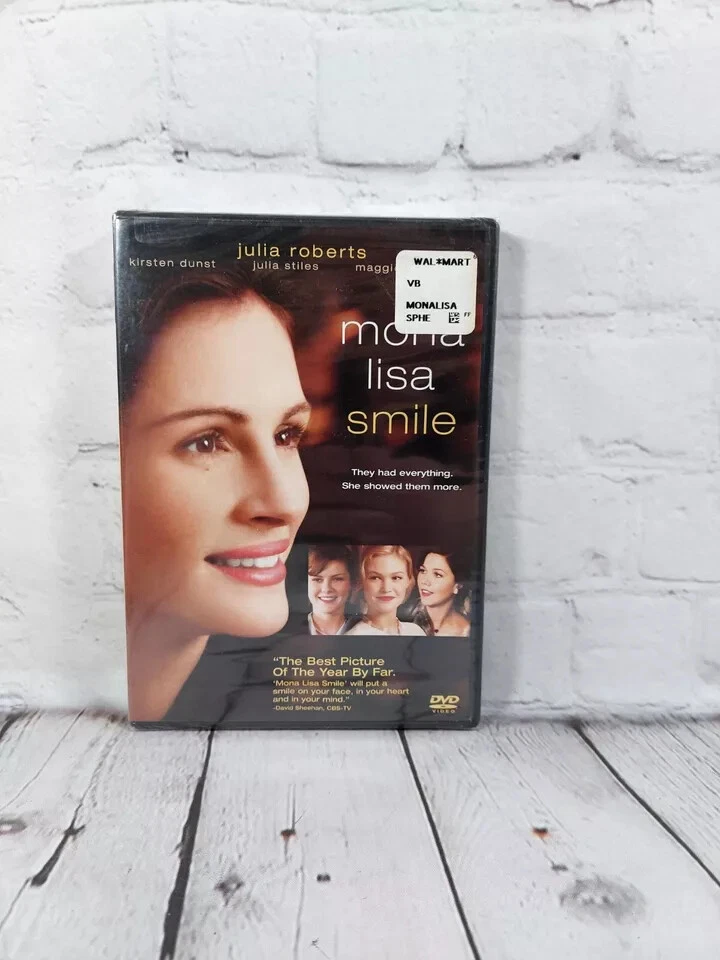 julia roberts
kirsten dunst julia stiles maggi
WAL*MART
VB
MONALISA
SPHE FF
mona
lisa
smile
They had everything.
She showed them more.
"The Best Picture
Of The Year By Far.
'Mona Lisa Smile' will put a
smile on your face, in your heart
and in your mind."
-David Sheehan, CBS-TV
DVD
VIDEO